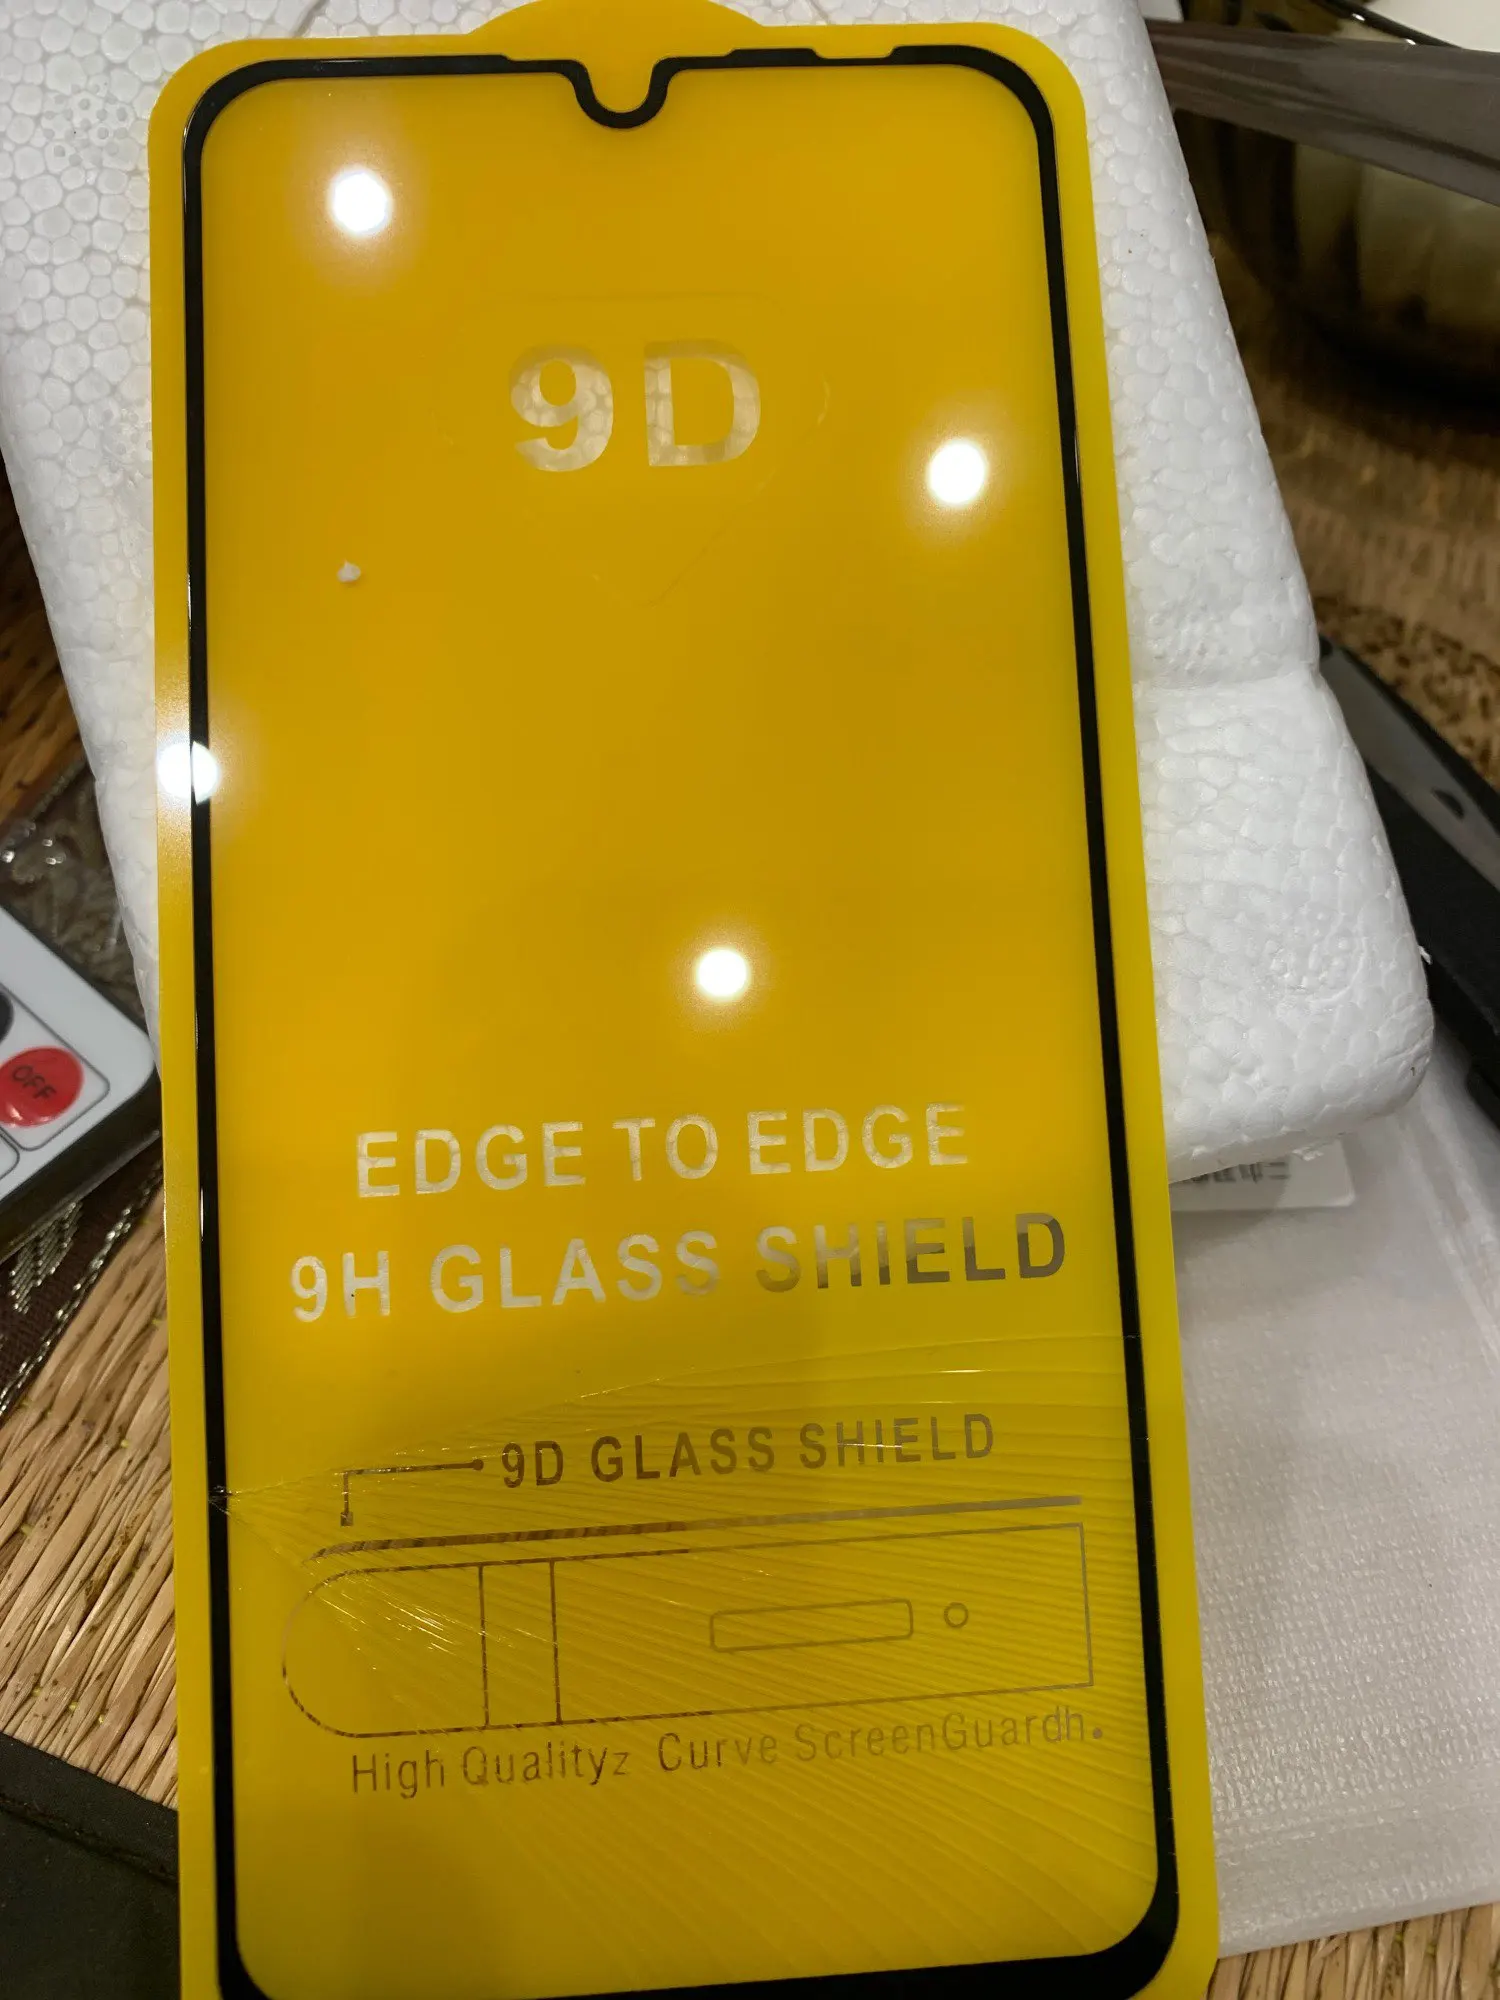 9D
EDGE TO EDGE
9H GLASS SHIELD
9D GLASS SHIELD
High Qualityz Curve ScreenGuardh.
OFF